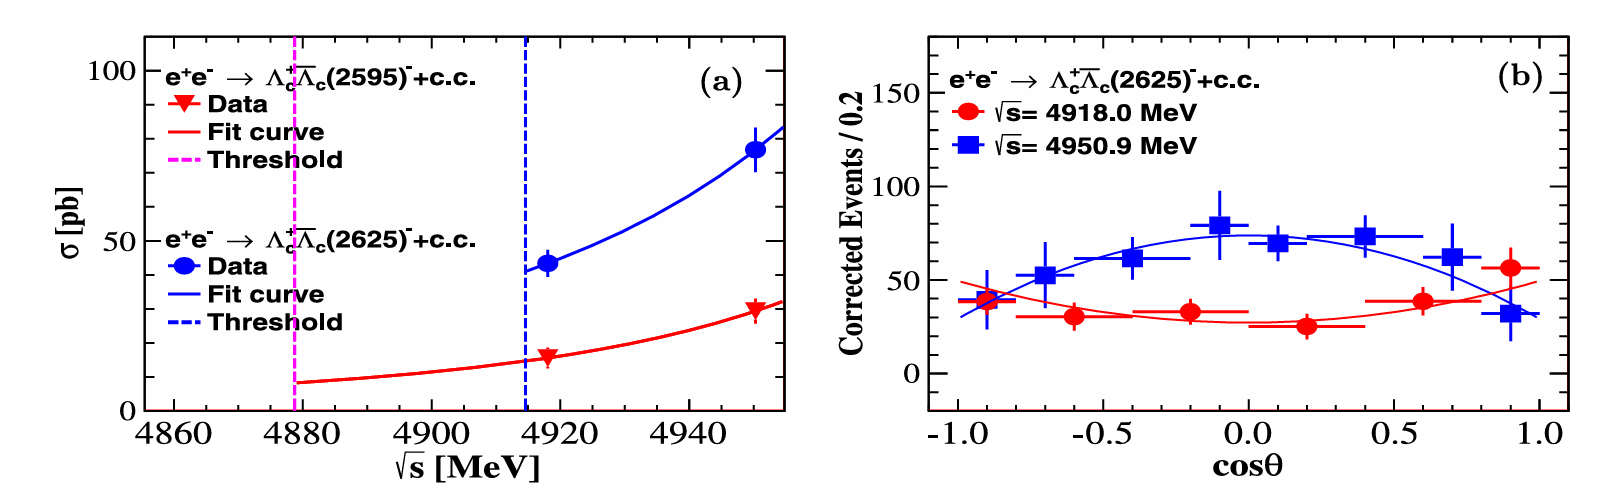 (a)
e⁺e⁻ → Λc⁺Λ̅c(2595)⁻+c.c.
Data
Fit curve
Threshold
e⁺e⁻ → Λc⁺Λ̅c(2625)⁻+c.c.
Data
Fit curve
Threshold
100
50
0
σ [pb]
4860 4880 4900 4920 4940
√s [MeV]
(b)
e⁺e⁻ → Λc⁺Λ̅c(2625)⁻+c.c.
√s= 4918.0 MeV
√s= 4950.9 MeV
150
100
50
0
Corrected Events / 0.2
-1.0 -0.5 0.0 0.5 1.0
cosθ